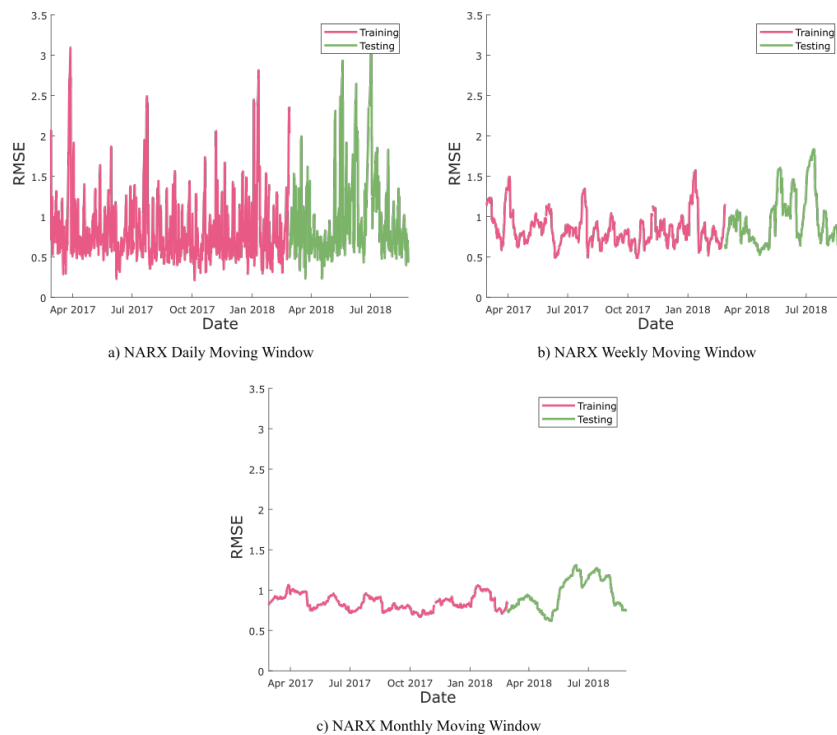 3.5
3
2.5
2
1.5
1
0.5
0
RMSE
Training
Testing
Apr 2017 Jul 2017 Oct 2017 Jan 2018 Apr 2018 Jul 2018
Date
a) NARX Daily Moving Window
3.5
3
2.5
2
1.5
1
0.5
0
RMSE
Training
Testing
Apr 2017 Jul 2017 Oct 2017 Jan 2018 Apr 2018 Jul 2018
Date
b) NARX Weekly Moving Window
3.5
3
2.5
2
1.5
1
0.5
0
RMSE
Training
Testing
Apr 2017 Jul 2017 Oct 2017 Jan 2018 Apr 2018 Jul 2018
Date
c) NARX Monthly Moving Window